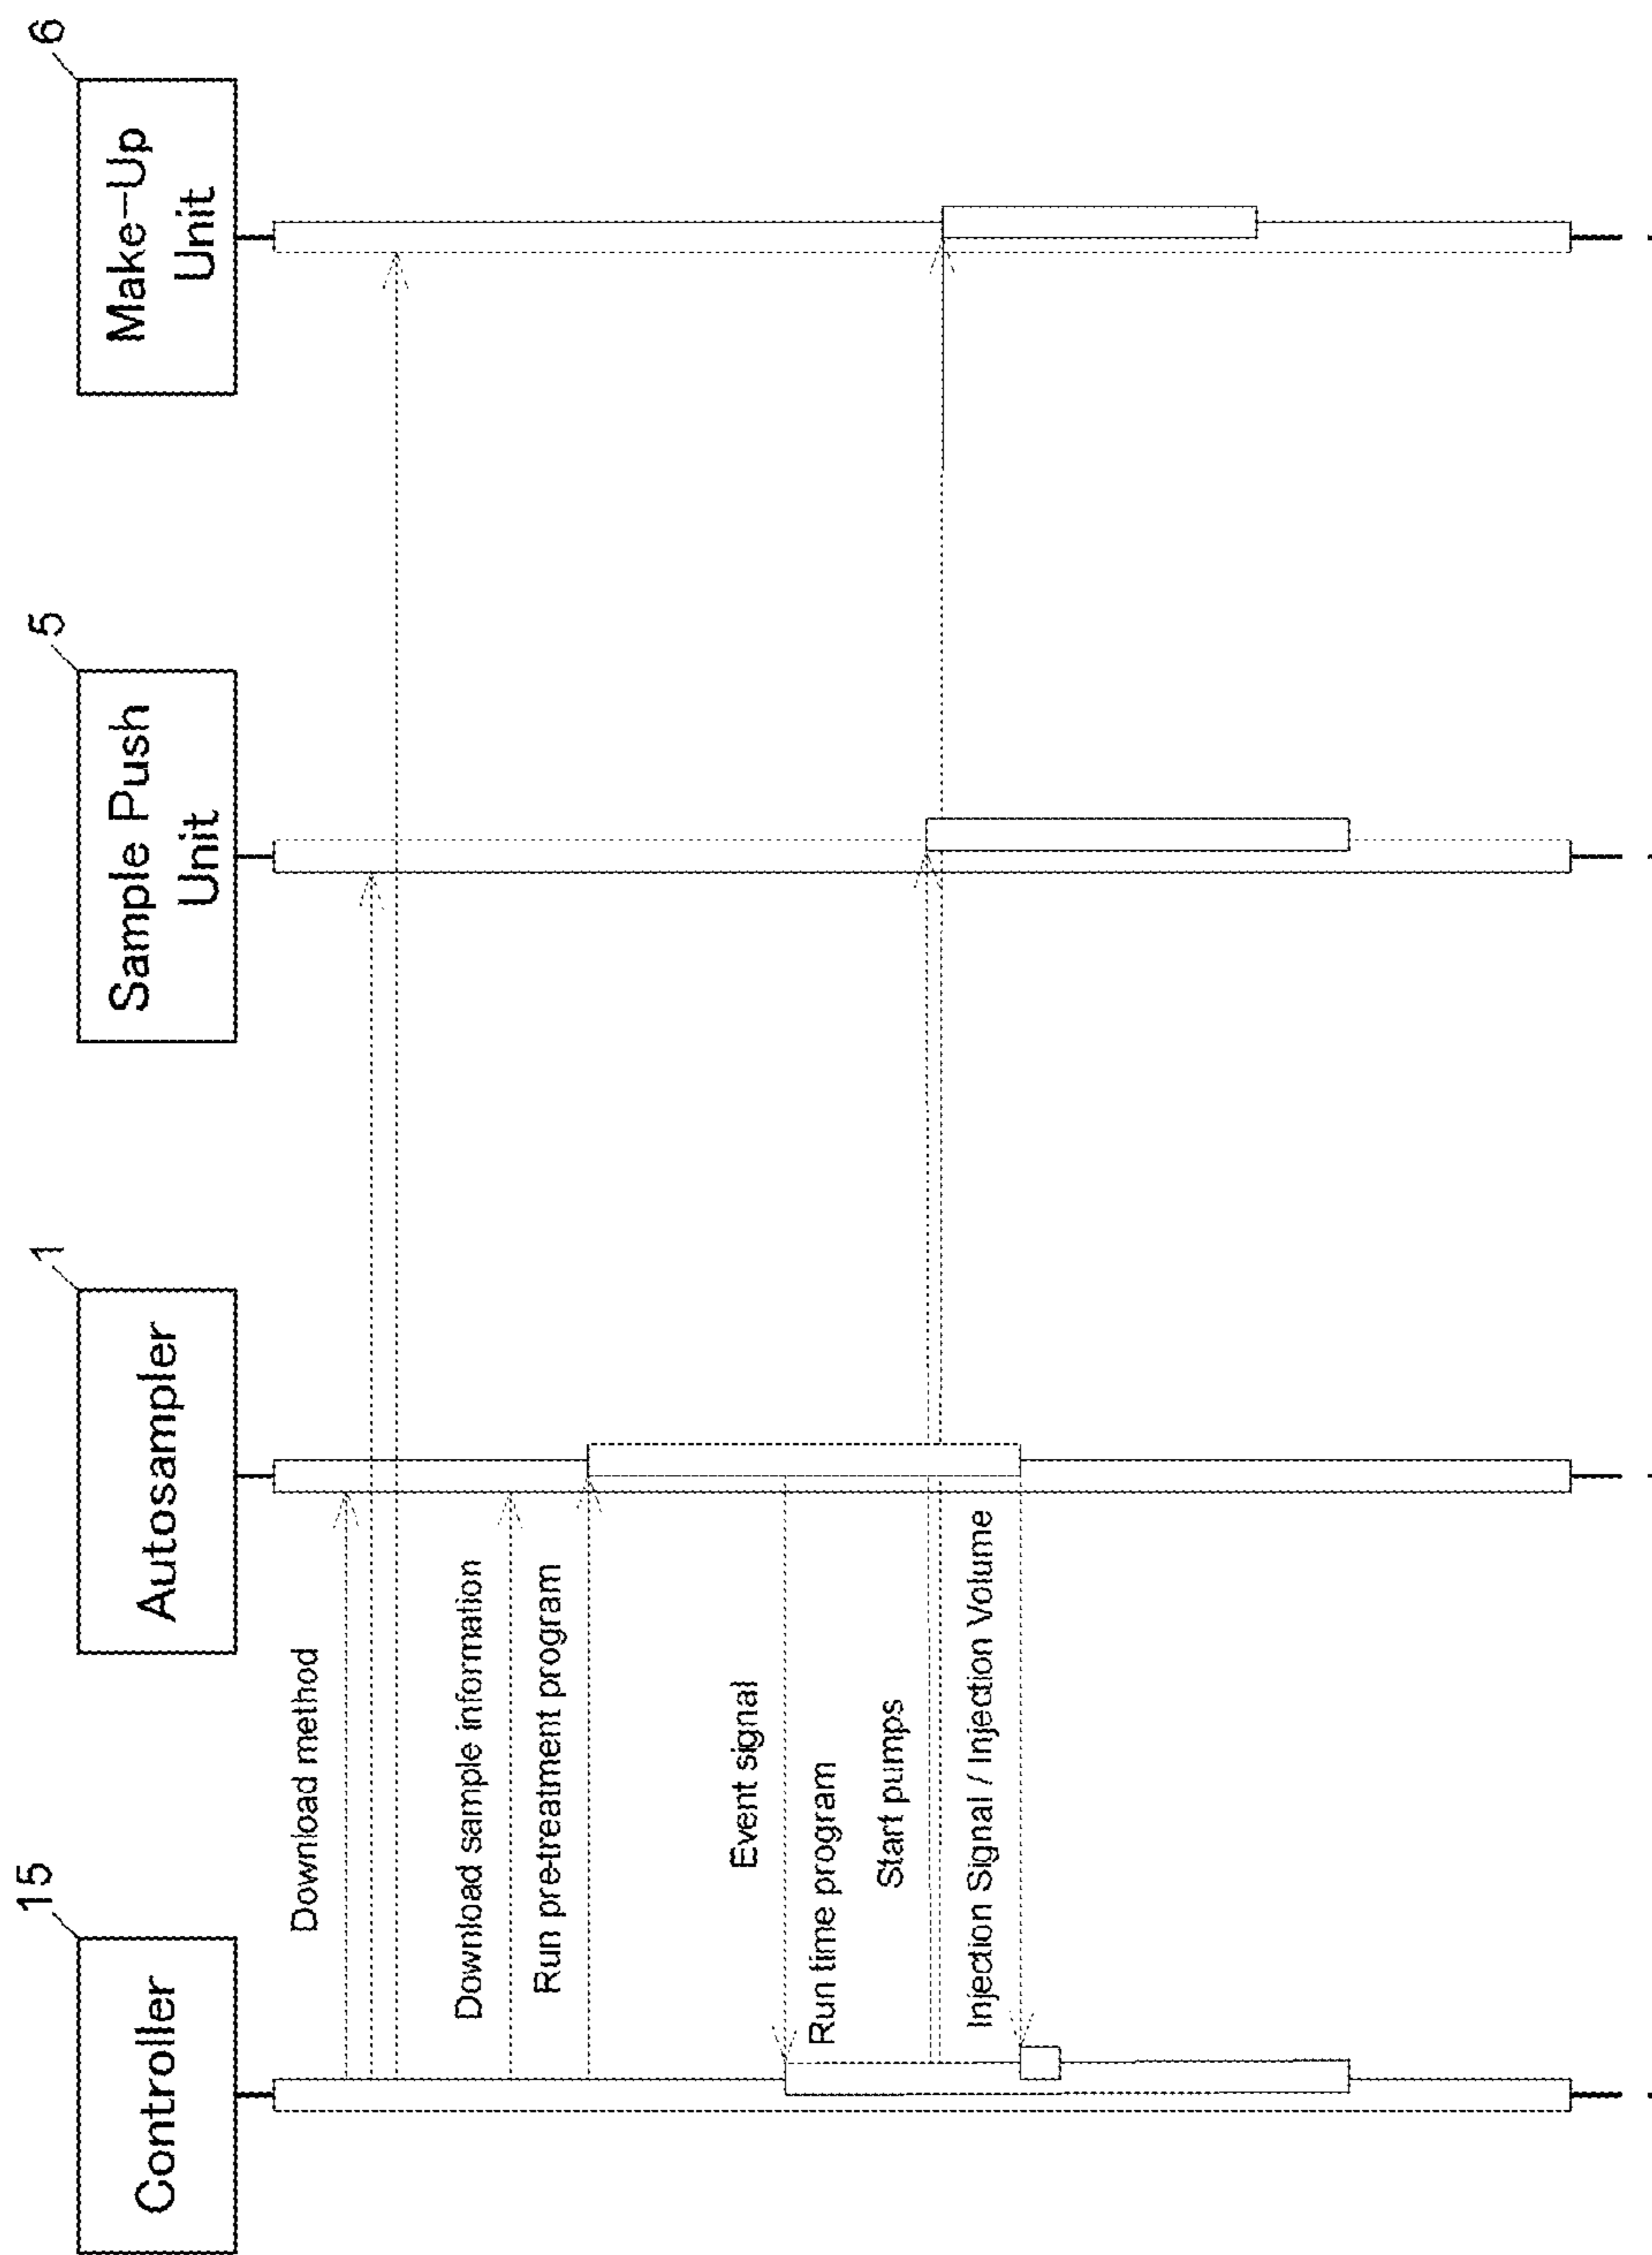 15
Controller
1
Autosampler
5
Sample Push
Unit
6
Make-Up
Unit
Download method
Download sample information
Run pre-treatment program
Event signal
Run time program
Start pumps
Injection Signal / Injection Volume